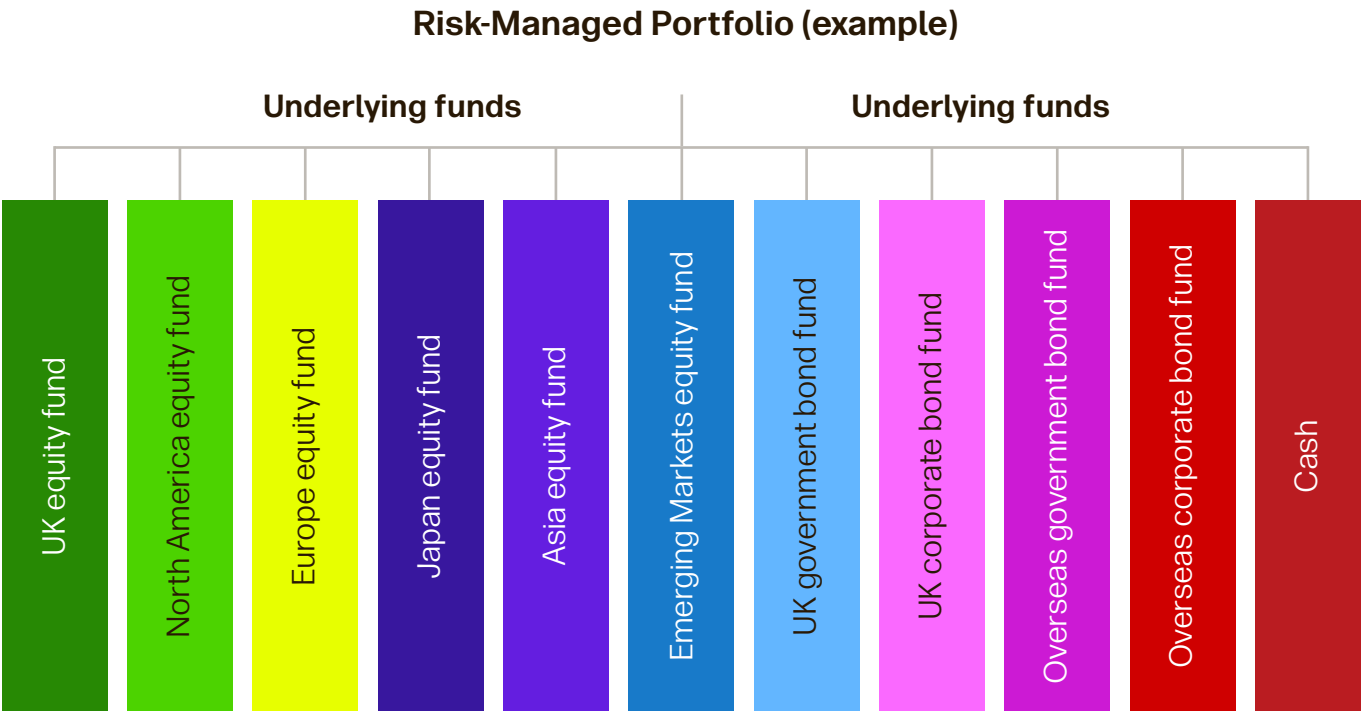 Risk-Managed Portfolio (example)
Underlying funds
Underlying funds
UK equity fund
North America equity fund
Europe equity fund
Japan equity fund
Asia equity fund
Emerging Markets equity fund
UK government bond fund
UK corporate bond fund
Overseas government bond fund
Overseas corporate bond fund
Cash